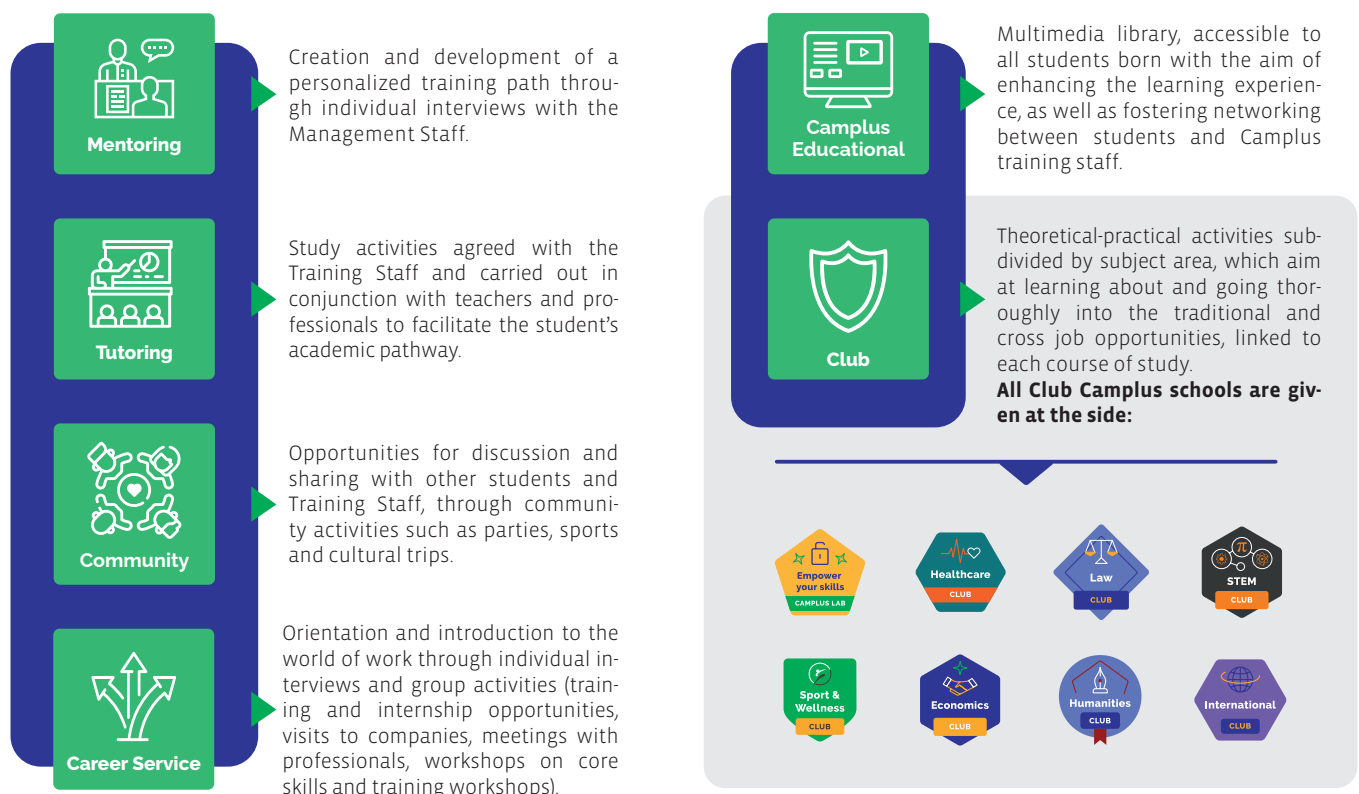 Mentoring
Creation and development of a
personalized training path throu-
gh individual interviews with the
Management Staff.
Tutoring
Study activities agreed with the
Training Staff and carried out in
conjunction with teachers and pro-
fessionals to facilitate the student's
academic pathway.
Community
Opportunities for discussion and
sharing with other students and
Training Staff, through communi-
ty activities such as parties, sports
and cultural trips.
Career Service
Orientation and introduction to the
world of work through individual in-
terviews and group activities (train-
ing and internship opportunities,
visits to companies, meetings with
professionals, workshops on core
skills and training workshops).
Camplus
Educational
Multimedia library, accessible to
all students born with the aim of
enhancing the learning experien-
ce, as well as fostering networking
between students and Camplus
training staff.
Club
Theoretical-practical activities sub-
divided by subject area, which aim
at learning about and going thor-
oughly into the traditional and
cross job opportunities, linked to
each course of study.
All Club Camplus schools are giv-
en at the side:
Empower
your skills
CAMPLUS LAB
Healthcare
CLUB
Law
CLUB
π
STEM
CLUB
Sport &
Wellness
CLUB
Economics
CLUB
Humanities
CLUB
International
CLUB